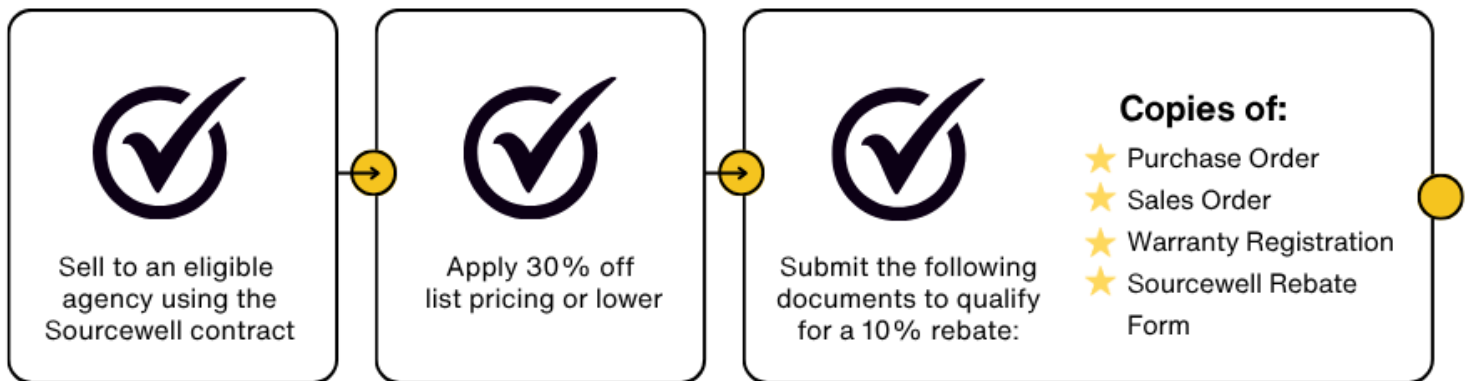 Sell to an eligible
agency using the
Sourcewell contract
Apply 30% off
list pricing or lower
Submit the following
documents to qualify
for a 10% rebate:
Copies of:
Purchase Order
Sales Order
Warranty Registration
Sourcewell Rebate
Form